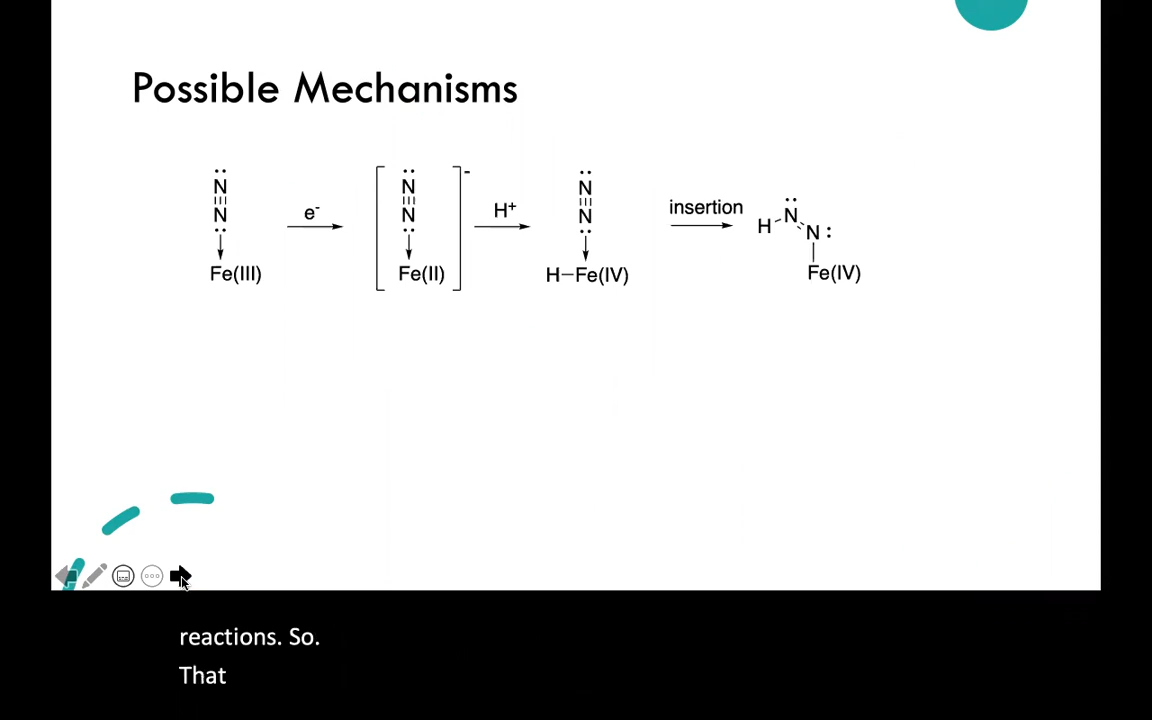 Possible Mechanisms
N
N
Fe(III)
e-
N
N
Fe(II)
-
H+
N
N
H-Fe(IV)
insertion
H N
N :
Fe(IV)
reactions. So.
That